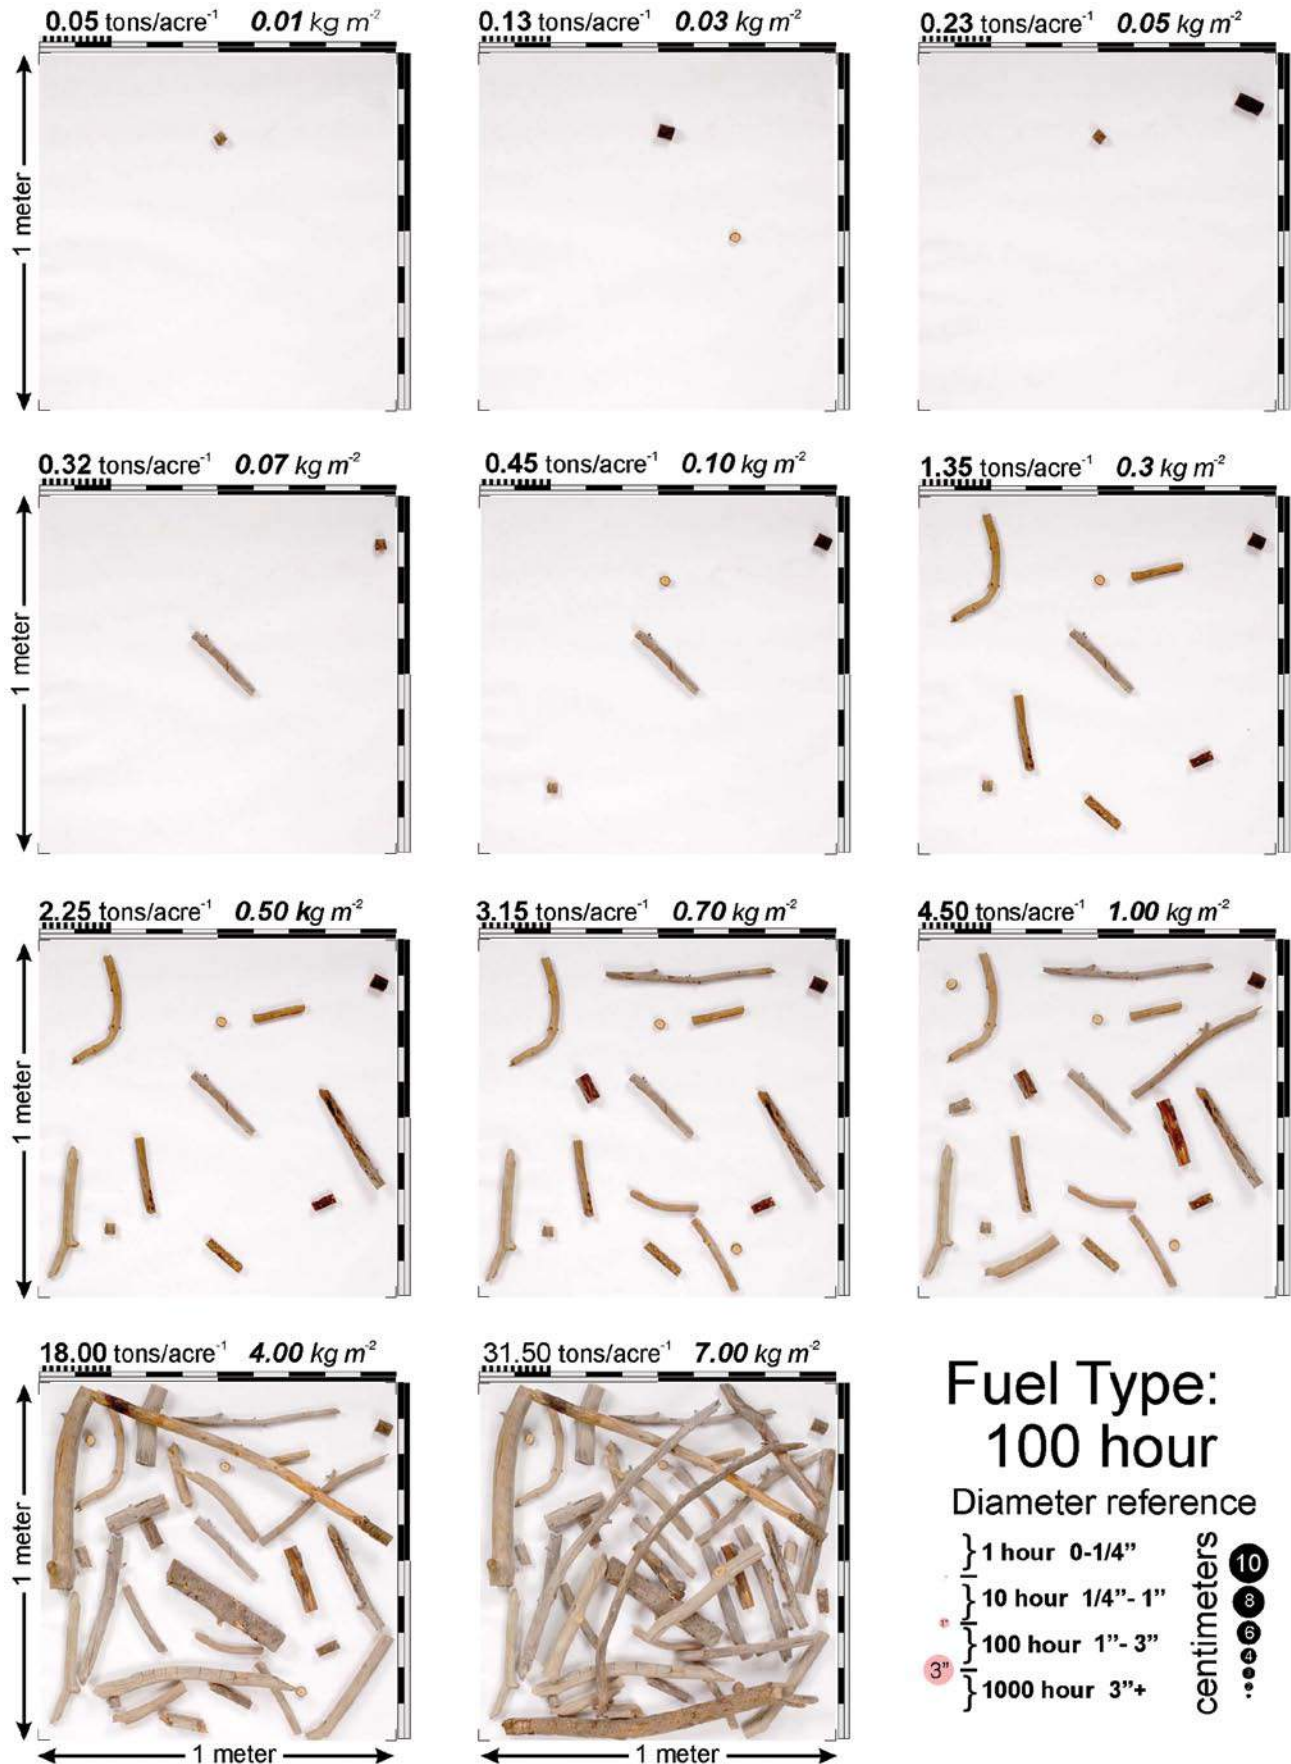 0.05 tons/acre⁻¹ 0.01 kg m⁻²
0.13 tons/acre⁻¹ 0.03 kg m⁻²
0.23 tons/acre⁻¹ 0.05 kg m⁻²
1 meter
0.32 tons/acre⁻¹ 0.07 kg m⁻²
0.45 tons/acre⁻¹ 0.10 kg m⁻²
1.35 tons/acre⁻¹ 0.3 kg m⁻²
1 meter
2.25 tons/acre⁻¹ 0.50 kg m⁻²
3.15 tons/acre⁻¹ 0.70 kg m⁻²
4.50 tons/acre⁻¹ 1.00 kg m⁻²
1 meter
18.00 tons/acre⁻¹ 4.00 kg m⁻²
31.50 tons/acre⁻¹ 7.00 kg m⁻²
1 meter
1 meter
1 meter
Fuel Type:
100 hour
Diameter reference
} 1 hour 0-1/4”
} 10 hour 1/4”- 1”
} 100 hour 1”- 3”
} 1000 hour 3”+
3”
centimeters
10
8
6
4